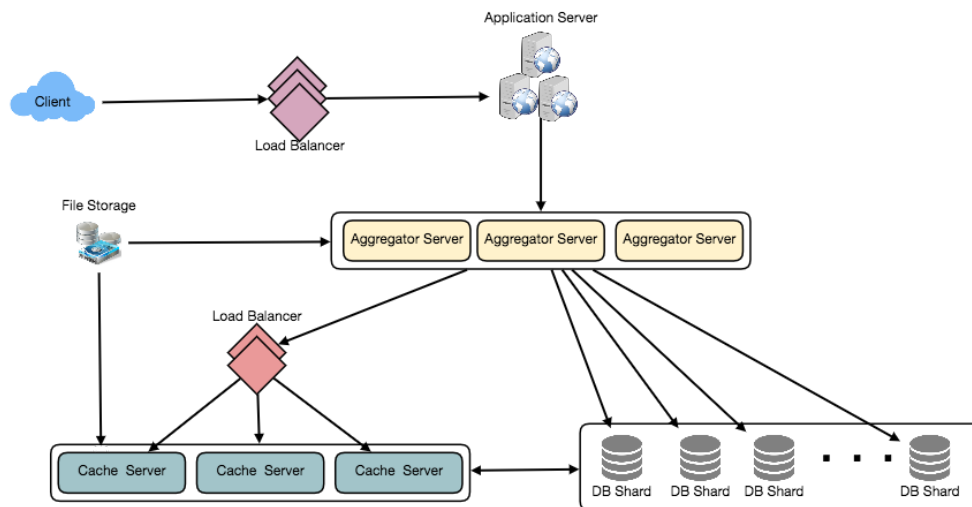 Application Server
Client
Load Balancer
File Storage
Aggregator Server
Aggregator Server
Aggregator Server
Load Balancer
Cache Server
Cache Server
Cache Server
DB Shard
DB Shard
DB Shard
DB Shard